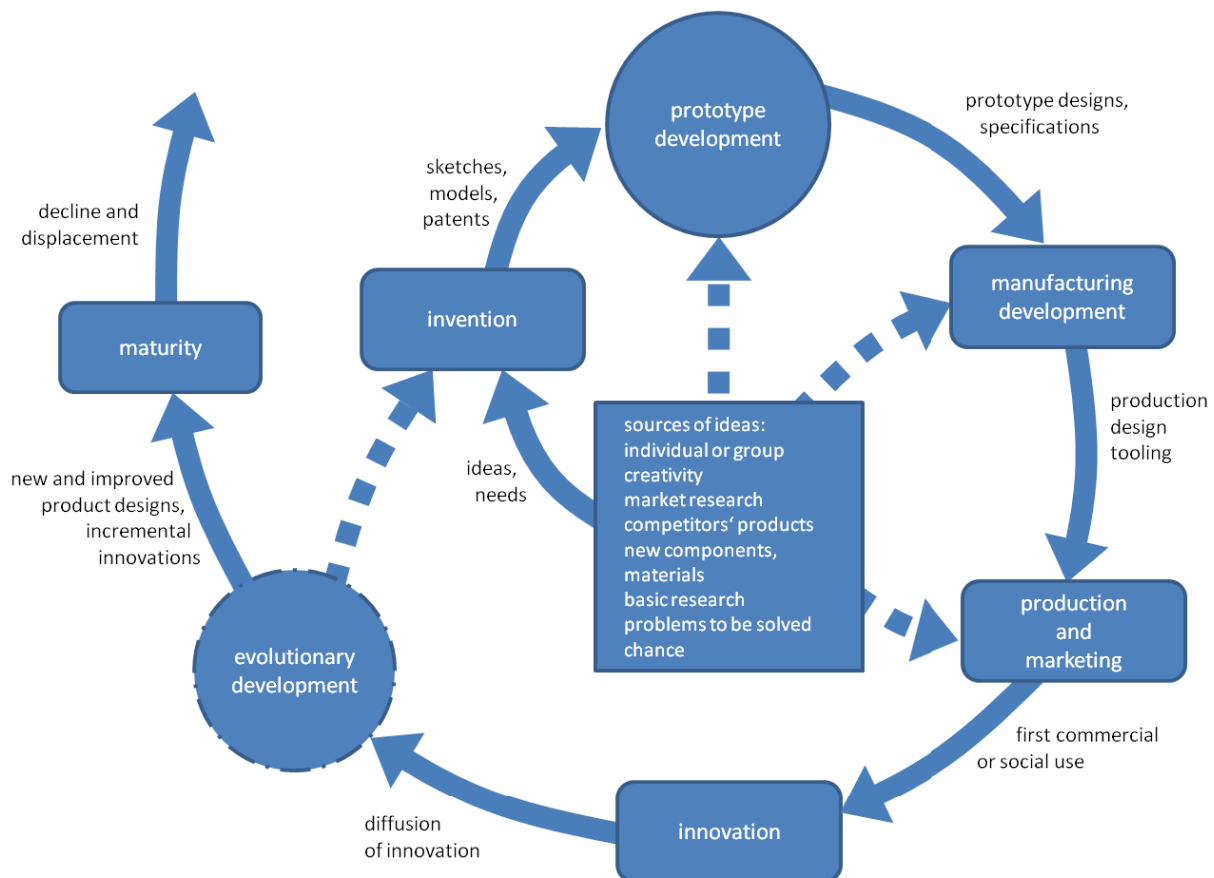 prototype
development
prototype designs,
specifications
sketches,
models,
patents
decline and
displacement
manufacturing
development
invention
maturity
sources of ideas:
individual or group
creativity
market research
competitors‘ products
new components,
materials
basic research
problems to be solved
chance
production
design
tooling
ideas,
needs
new and improved
product designs,
incremental
innovations
production
and
marketing
evolutionary
development
first commercial
or social use
innovation
diffusion
of innovation